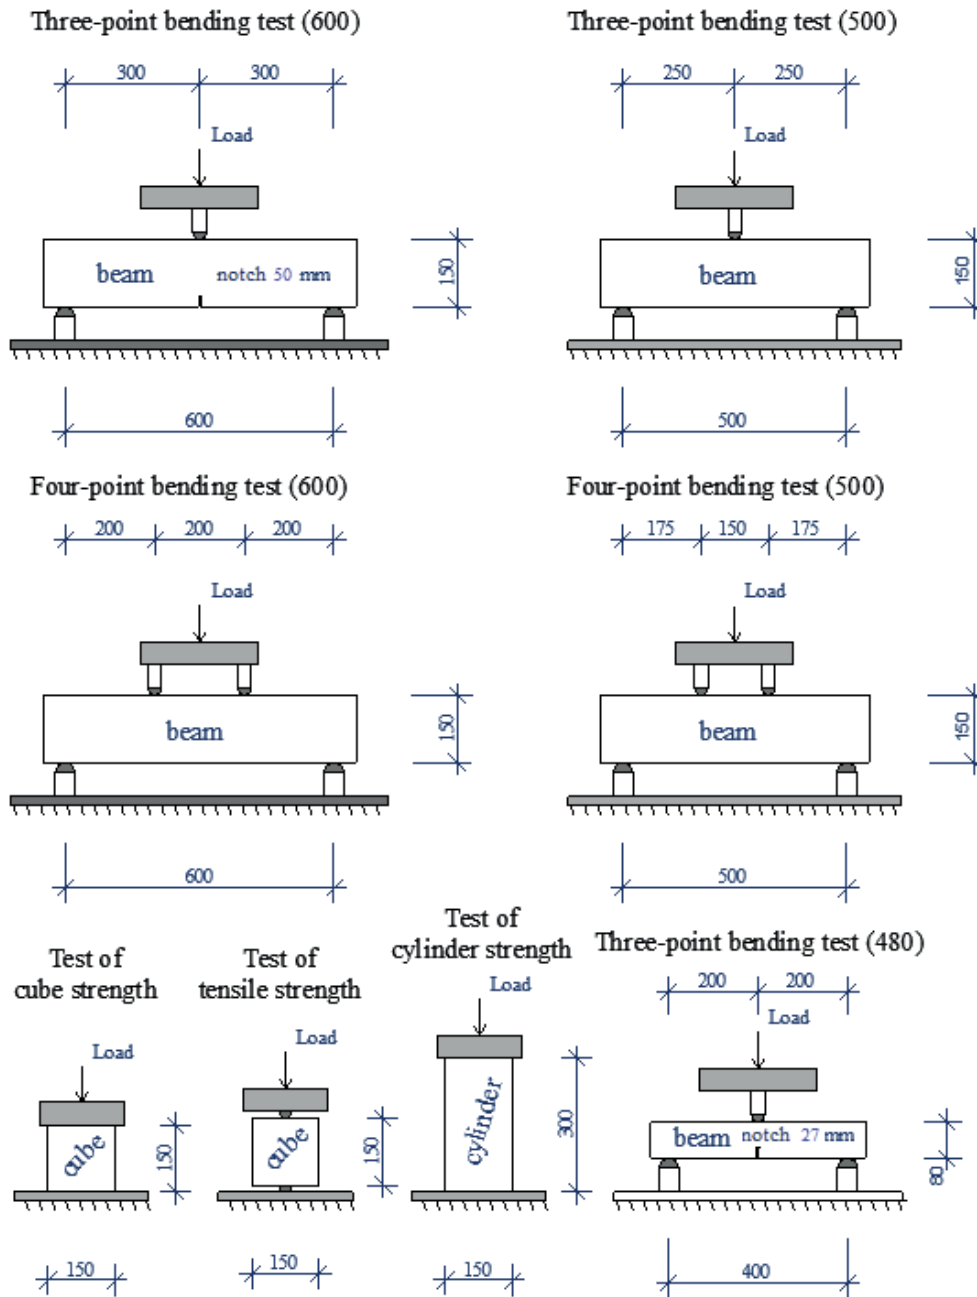 Three-point bending test (600)
300 300
Load
beam notch 50 mm
150
600
Three-point bending test (500)
250 250
Load
beam
150
500
Four-point bending test (600)
200 200 200
Load
beam
150
600
Four-point bending test (500)
175 150 175
Load
beam
150
500
Test of
cube strength
Load
cube
150
150
Test of
tensile strength
Load
cube
150
150
Test of
cylinder strength
Load
cylinder
300
150
Three-point bending test (480)
200 200
Load
beam notch 27 mm
80
400